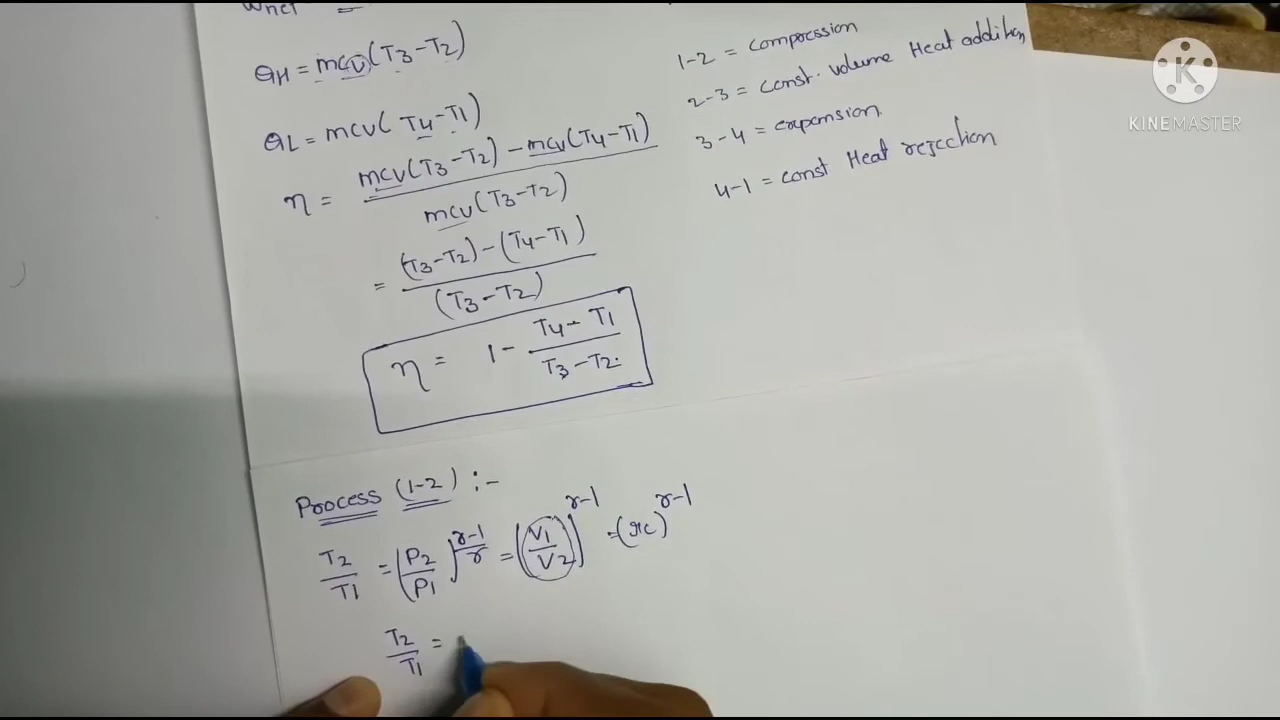 Wnet =
QH = mcv(T3-T2)
QL = mcv(T4-T1)
η = mcv(T3-T2) - mcv(T4-T1) / mcv(T3-T2)
= (T3-T2) - (T4-T1) / (T3-T2)
η = 1 - T4-T1 / T3-T2.
1-2 = compression
2-3 = const. volume Heat addition
3-4 = expansion
4-1 = const Heat rejection
KINEMASTER
Process (1-2) :-
T2/T1 = (P2/P1)^γ-1/γ = (V1/V2)^γ-1 = (rc)^γ-1
T2/T1 =